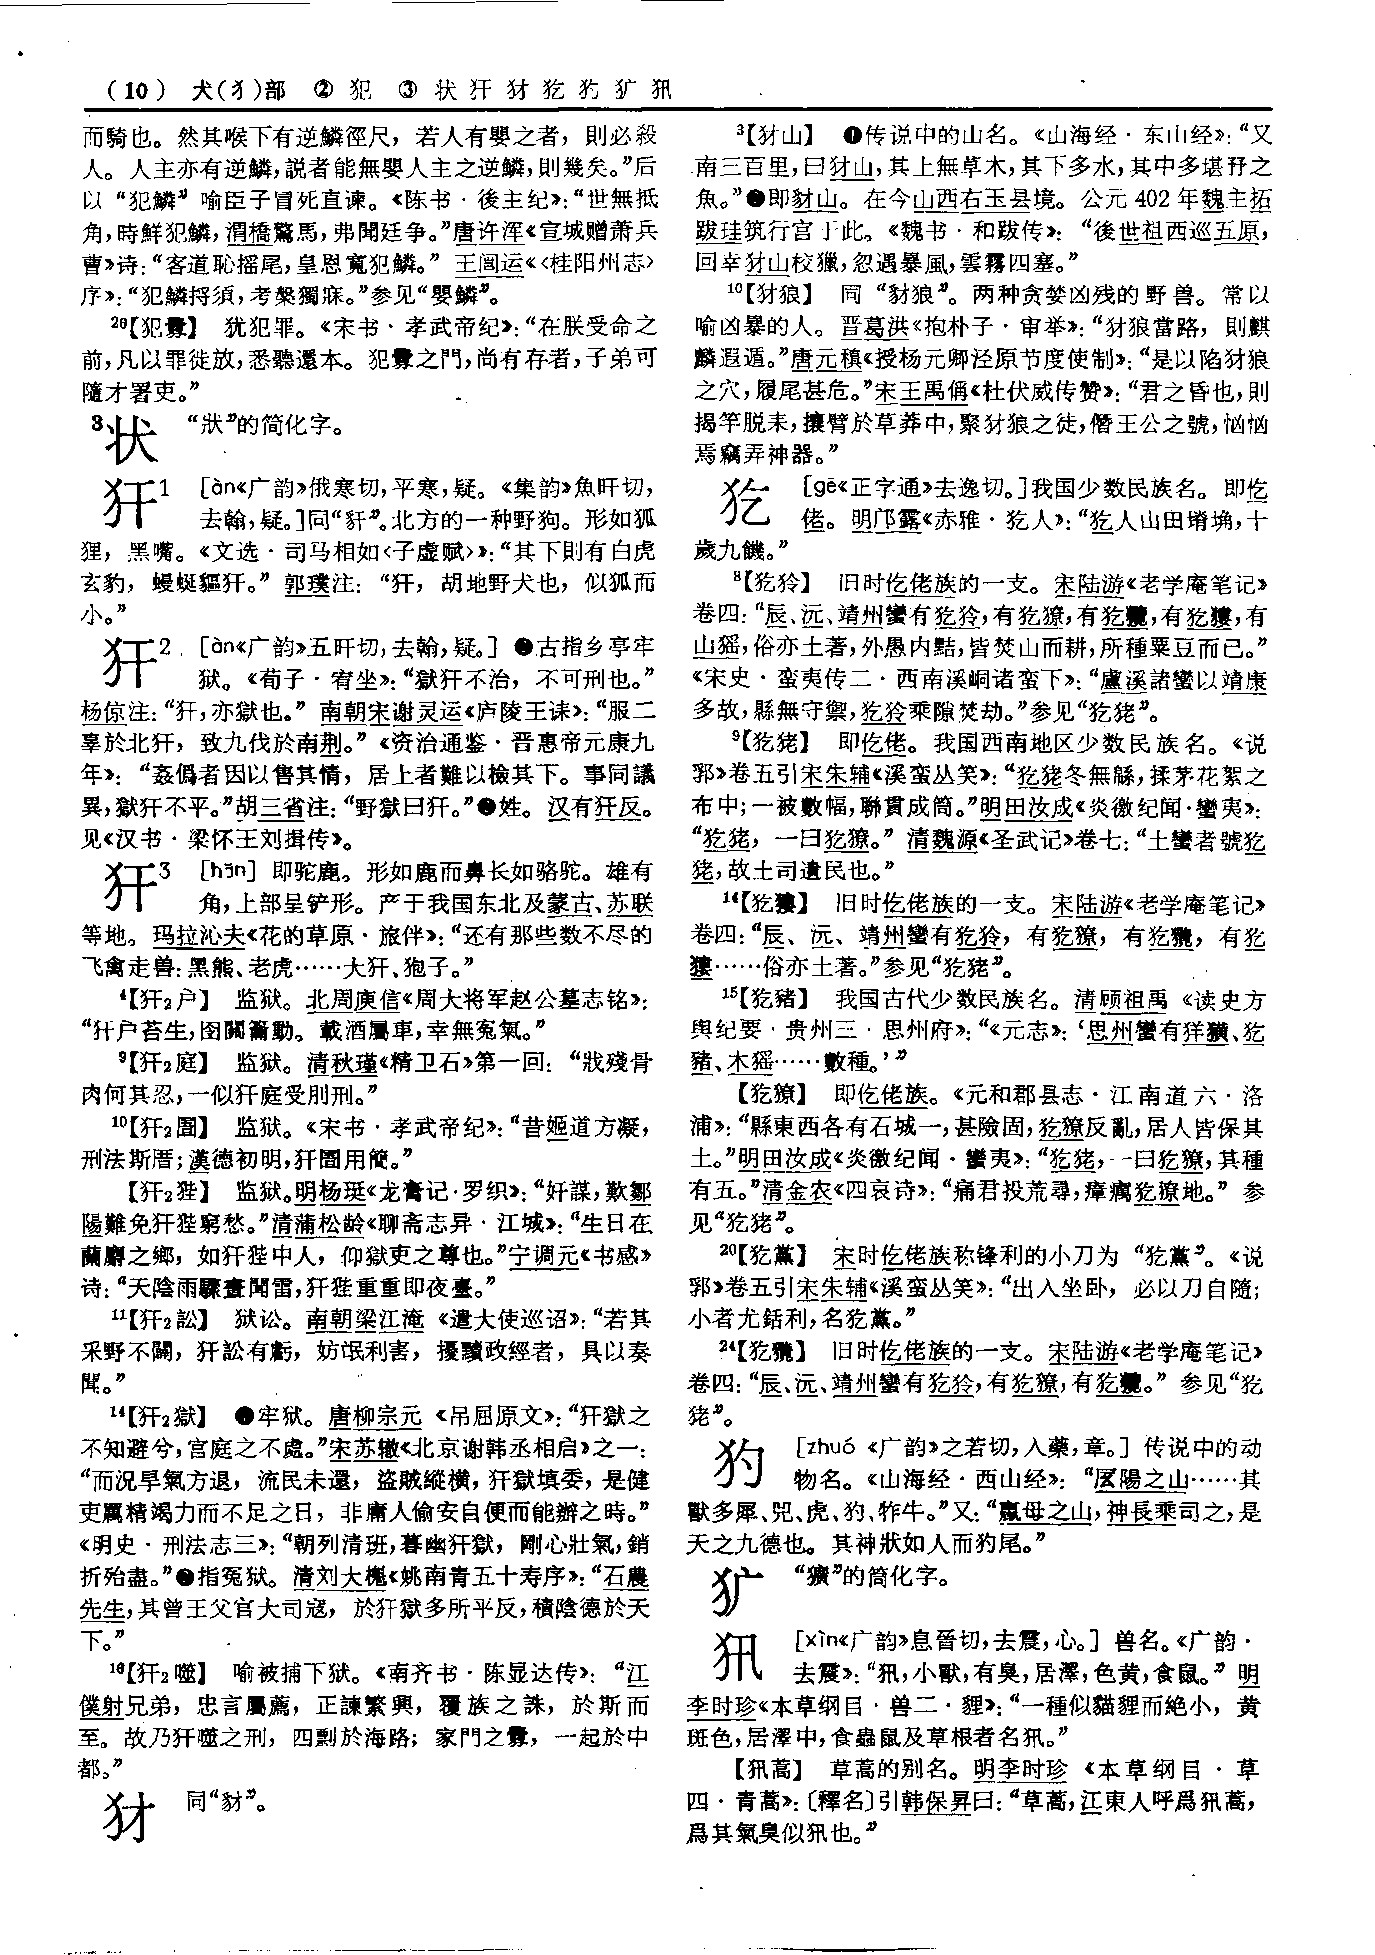 (10) 犬(犭)部 ② 犯 ③ 状 犴 犲 犵 犳 犷 犼
而騎也。然其喉下有逆鱗徑尺，若人有嬰之者，則必殺
人。人主亦有逆鱗，説者能無嬰人主之逆鱗，則幾矣。”后
以“犯鱗”喻臣子冒死直谏。《陈书·後主纪》：“世無抵
角，時鮮犯鱗，渭橋驚馬，弗聞廷争。”唐许浑《宣城赠萧兵
曹》诗：“客道恥摇尾，皇恩寬犯鱗。” 王闿运《〈桂阳州志〉
序》：“犯鱗捋須，考槃獨寐。”参见“嬰鱗”。
20【犯釁】 犹犯罪。《宋书·孝武帝纪》：“在朕受命之
前，凡以罪徙放，悉聽還本。犯釁之門，尚有存者，子弟可
隨才署吏。”
3状 “狀”的简化字。
犴1 [àn《广韵》俄寒切，平寒，疑。《集韵》魚旰切，
去翰，疑。]同“豻”。北方的一种野狗。形如狐
狸，黑嘴。《文选·司马相如〈子虚赋〉》：“其下則有白虎
玄豹，蟃蜒貙犴。” 郭璞注：“犴，胡地野犬也，似狐而
小。”
犴2 [àn《广韵》五旰切，去翰，疑。] ❶古指乡亭牢
狱。《荀子·宥坐》：“獄犴不治，不可刑也。”
杨倞注：“犴，亦獄也。” 南朝宋谢灵运《庐陵王诔》：“服二
辜於北犴，致九伐於南荆。”《资治通鉴·晋惠帝元康九
年》：“姦僞者因以售其情，居上者難以檢其下。事同議
異，獄犴不平。”胡三省注：“野獄曰犴。”❷姓。汉有犴反。
见《汉书·梁怀王刘揖传》。
犴3 [hān] 即驼鹿。形如鹿而鼻长如骆驼。雄有
角，上部呈铲形。产于我国东北及蒙古、苏联
等地。玛拉沁夫《花的草原·旅伴》：“还有那些数不尽的
飞禽走兽：黑熊、老虎……大犴、狍子。”
4【犴2户】 监狱。北周庾信《周大将军赵公墓志铭》：
“犴户苔生，囹闢蕭動。載酒屬車，幸無冤氣。”
9【犴2庭】 监狱。清秋瑾《精卫石》第一回：“戕殘骨
肉何其忍，一似犴庭受刖刑。”
10【犴2圄】 监狱。《宋书·孝武帝纪》：“昔姬道方凝，
刑法斯厝；漢德初明，犴圄用簡。”
【犴2狴】 监狱。明杨珽《龙膏记·罗织》：“奸謀，歎鄒
陽難免犴狴窮愁。”清蒲松龄《聊斋志异·江城》：“生日在
蘭麝之鄉，如犴狴中人，仰獄吏之尊也。”宁调元《书感》
诗：“天陰雨驟晝聞雷，犴狴重重即夜臺。”
11【犴2訟】 狱讼。南朝梁江淹《遣大使巡诏》：“若其
采野不闢，犴訟有虧，妨氓利害，擾黷政經者，具以奏
聞。”
14【犴2獄】 ❶牢狱。唐柳宗元《吊屈原文》：“犴獄之
不知避兮，宫庭之不處。”宋苏辙《北京谢韩丞相启》之一：
“而況旱氣方退，流民未還，盗賊縱横，犴獄填委，是健
吏厲精竭力而不足之日，非庸人偷安自便而能辦之時。”
《明史·刑法志三》：“朝列清班，暮幽犴獄，剛心壯氣，銷
折殆盡。”❷指冤狱。清刘大櫆《姚南青五十寿序》：“石農
先生，其曾王父官大司寇，於犴獄多所平反，積陰德於天
下。”
16【犴2噬】 喻被捕下狱。《南齐书·陈显达传》：“江
僕射兄弟，忠言屬薦，正諫繁興，覆族之誅，於斯而
至。故乃犴噬之刑，四剽於海路；家門之釁，一起於中
都。”
犲 同“豺”。
3【犲山】 ❶传说中的山名。《山海经·东山经》：“又
南三百里，曰犲山，其上無草木，其下多水，其中多堪㐨之
魚。”❷即豺山。在今山西右玉县境。公元402年魏主拓
跋珪筑行宫于此。《魏书·和跋传》：“後世祖西巡五原，
回幸犲山校獵，忽遇暴風，雲霧四塞。”
10【犲狼】 同“豺狼”。两种贪婪凶残的野兽。常以
喻凶暴的人。晋葛洪《抱朴子·审举》：“犲狼當路，則麒
麟遐遁。”唐元稹《授杨元卿泾原节度使制》：“是以陷犲狼
之穴，履尾甚危。”宋王禹偁《杜伏威传赞》：“君之昏也，則
揭竿脱耒，攘臂於草莽中，聚犲狼之徒，僭王公之號，恟恟
焉竊弄神器。”
犵 [gē《正字通》去逸切。]我国少数民族名。即仡
佬。明邝露《赤雅·犵人》：“犵人山田塉埆，十
歲九饑。”
8【犵狑】 旧时仡佬族的一支。宋陆游《老学庵笔记》
卷四：“辰、沅、靖州蠻有犵狑，有犵獠，有犵㺜，有犵㺏，有
山猺，俗亦土著，外愚内黠，皆焚山而耕，所種粟豆而已。”
《宋史·蛮夷传二·西南溪峒诸蛮下》：“盧溪諸蠻以靖康
多故，縣無守禦，犵狑乘隙焚劫。”参见“犵狫”。
9【犵狫】 即仡佬。我国西南地区少数民族名。《说
郛》卷五引宋朱辅《溪蛮丛笑》：“犵狫冬無緜，揉茅花絮之
布中；一被數幅，聯貫成筒。”明田汝成《炎徼纪闻·蠻夷》：
“犵狫，一曰犵獠。” 清魏源《圣武记》卷七：“土蠻者號犵
狫，故土司遺民也。”
14【犵㺏】 旧时仡佬族的一支。宋陆游《老学庵笔记》
卷四：“辰、沅、靖州蠻有犵狑，有犵獠，有犵㺜，有犵
㺏……俗亦土著。”参见“犵狫”。
15【犵豬】 我国古代少数民族名。清顾祖禹《读史方
舆纪要·贵州三·思州府》：“《元志》：‘思州蠻有㹢獚、犵
豬、木猺……數種。’”
【犵獠】 即仡佬族。《元和郡县志·江南道六·洛
浦》：“縣東西各有石城一，甚險固，犵獠反亂，居人皆保其
土。”明田汝成《炎徼纪闻·蠻夷》：“犵狫，一曰犵獠，其種
有五。”清金农《四哀诗》：“痛君投荒尋，瘴癘犵獠地。” 参
见“犵狫”。
20【犵黨】 宋时仡佬族称锋利的小刀为“犵黨”。《说
郛》卷五引宋朱辅《溪蛮丛笑》：“出入坐卧，必以刀自隨；
小者尤銛利，名犵黨。”
24【犵㺜】 旧时仡佬族的一支。宋陆游《老学庵笔记》
卷四：“辰、沅、靖州蠻有犵狑，有犵獠，有犵㺜。” 参见“犵
狫”。
犳 [zhuó《广韵》之若切，入藥，章。] 传说中的动
物名。《山海经·西山经》：“厎陽之山……其
獸多犀、兕、虎、犳、㸲牛。”又：“蠃母之山，神長乘司之，是
天之九德也。其神狀如人而犳尾。”
犷 “獷”的简化字。
犼 [xìn《广韵》息晉切，去震，心。] 兽名。《广韵·
去震》：“犼，小獸，有臭，居澤，色黄，食鼠。” 明
李时珍《本草纲目·兽二·貍》：“一種似貓貍而絶小，黄
斑色，居澤中，食蟲鼠及草根者名犼。”
【犼蒿】 草蒿的别名。明李时珍《本草纲目·草
四·青蒿》：〔釋名〕引韩保昇曰：“草蒿，江東人呼爲犼蒿，
爲其氣臭似犼也。”